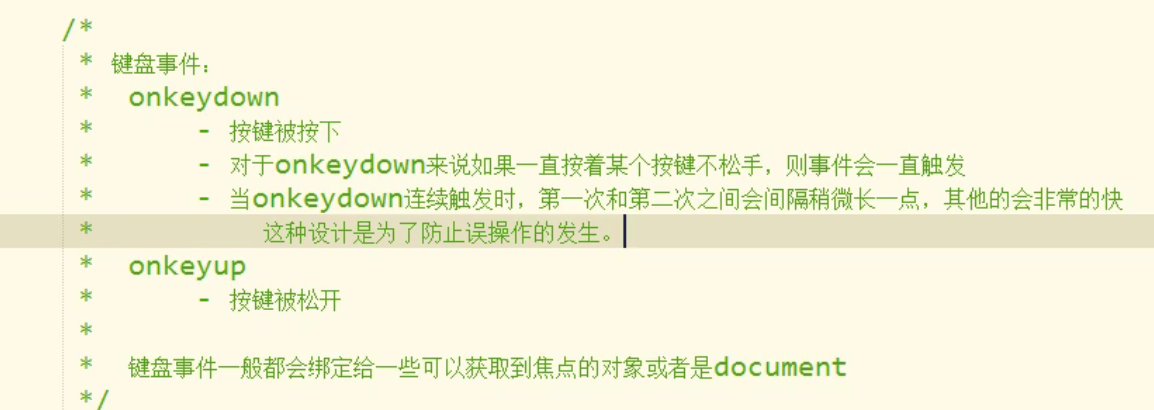 /*
* 键盘事件：
* onkeydown
* - 按键被按下
* - 对于onkeydown来说如果一直按着某个按键不松手，则事件会一直触发
* - 当onkeydown连续触发时，第一次和第二次之间会间隔稍微长一点，其他的会非常的快
* 这种设计是为了防止误操作的发生。
* onkeyup
* - 按键被松开
*
* 键盘事件一般都会绑定给一些可以获取到焦点的对象或者是document
*/